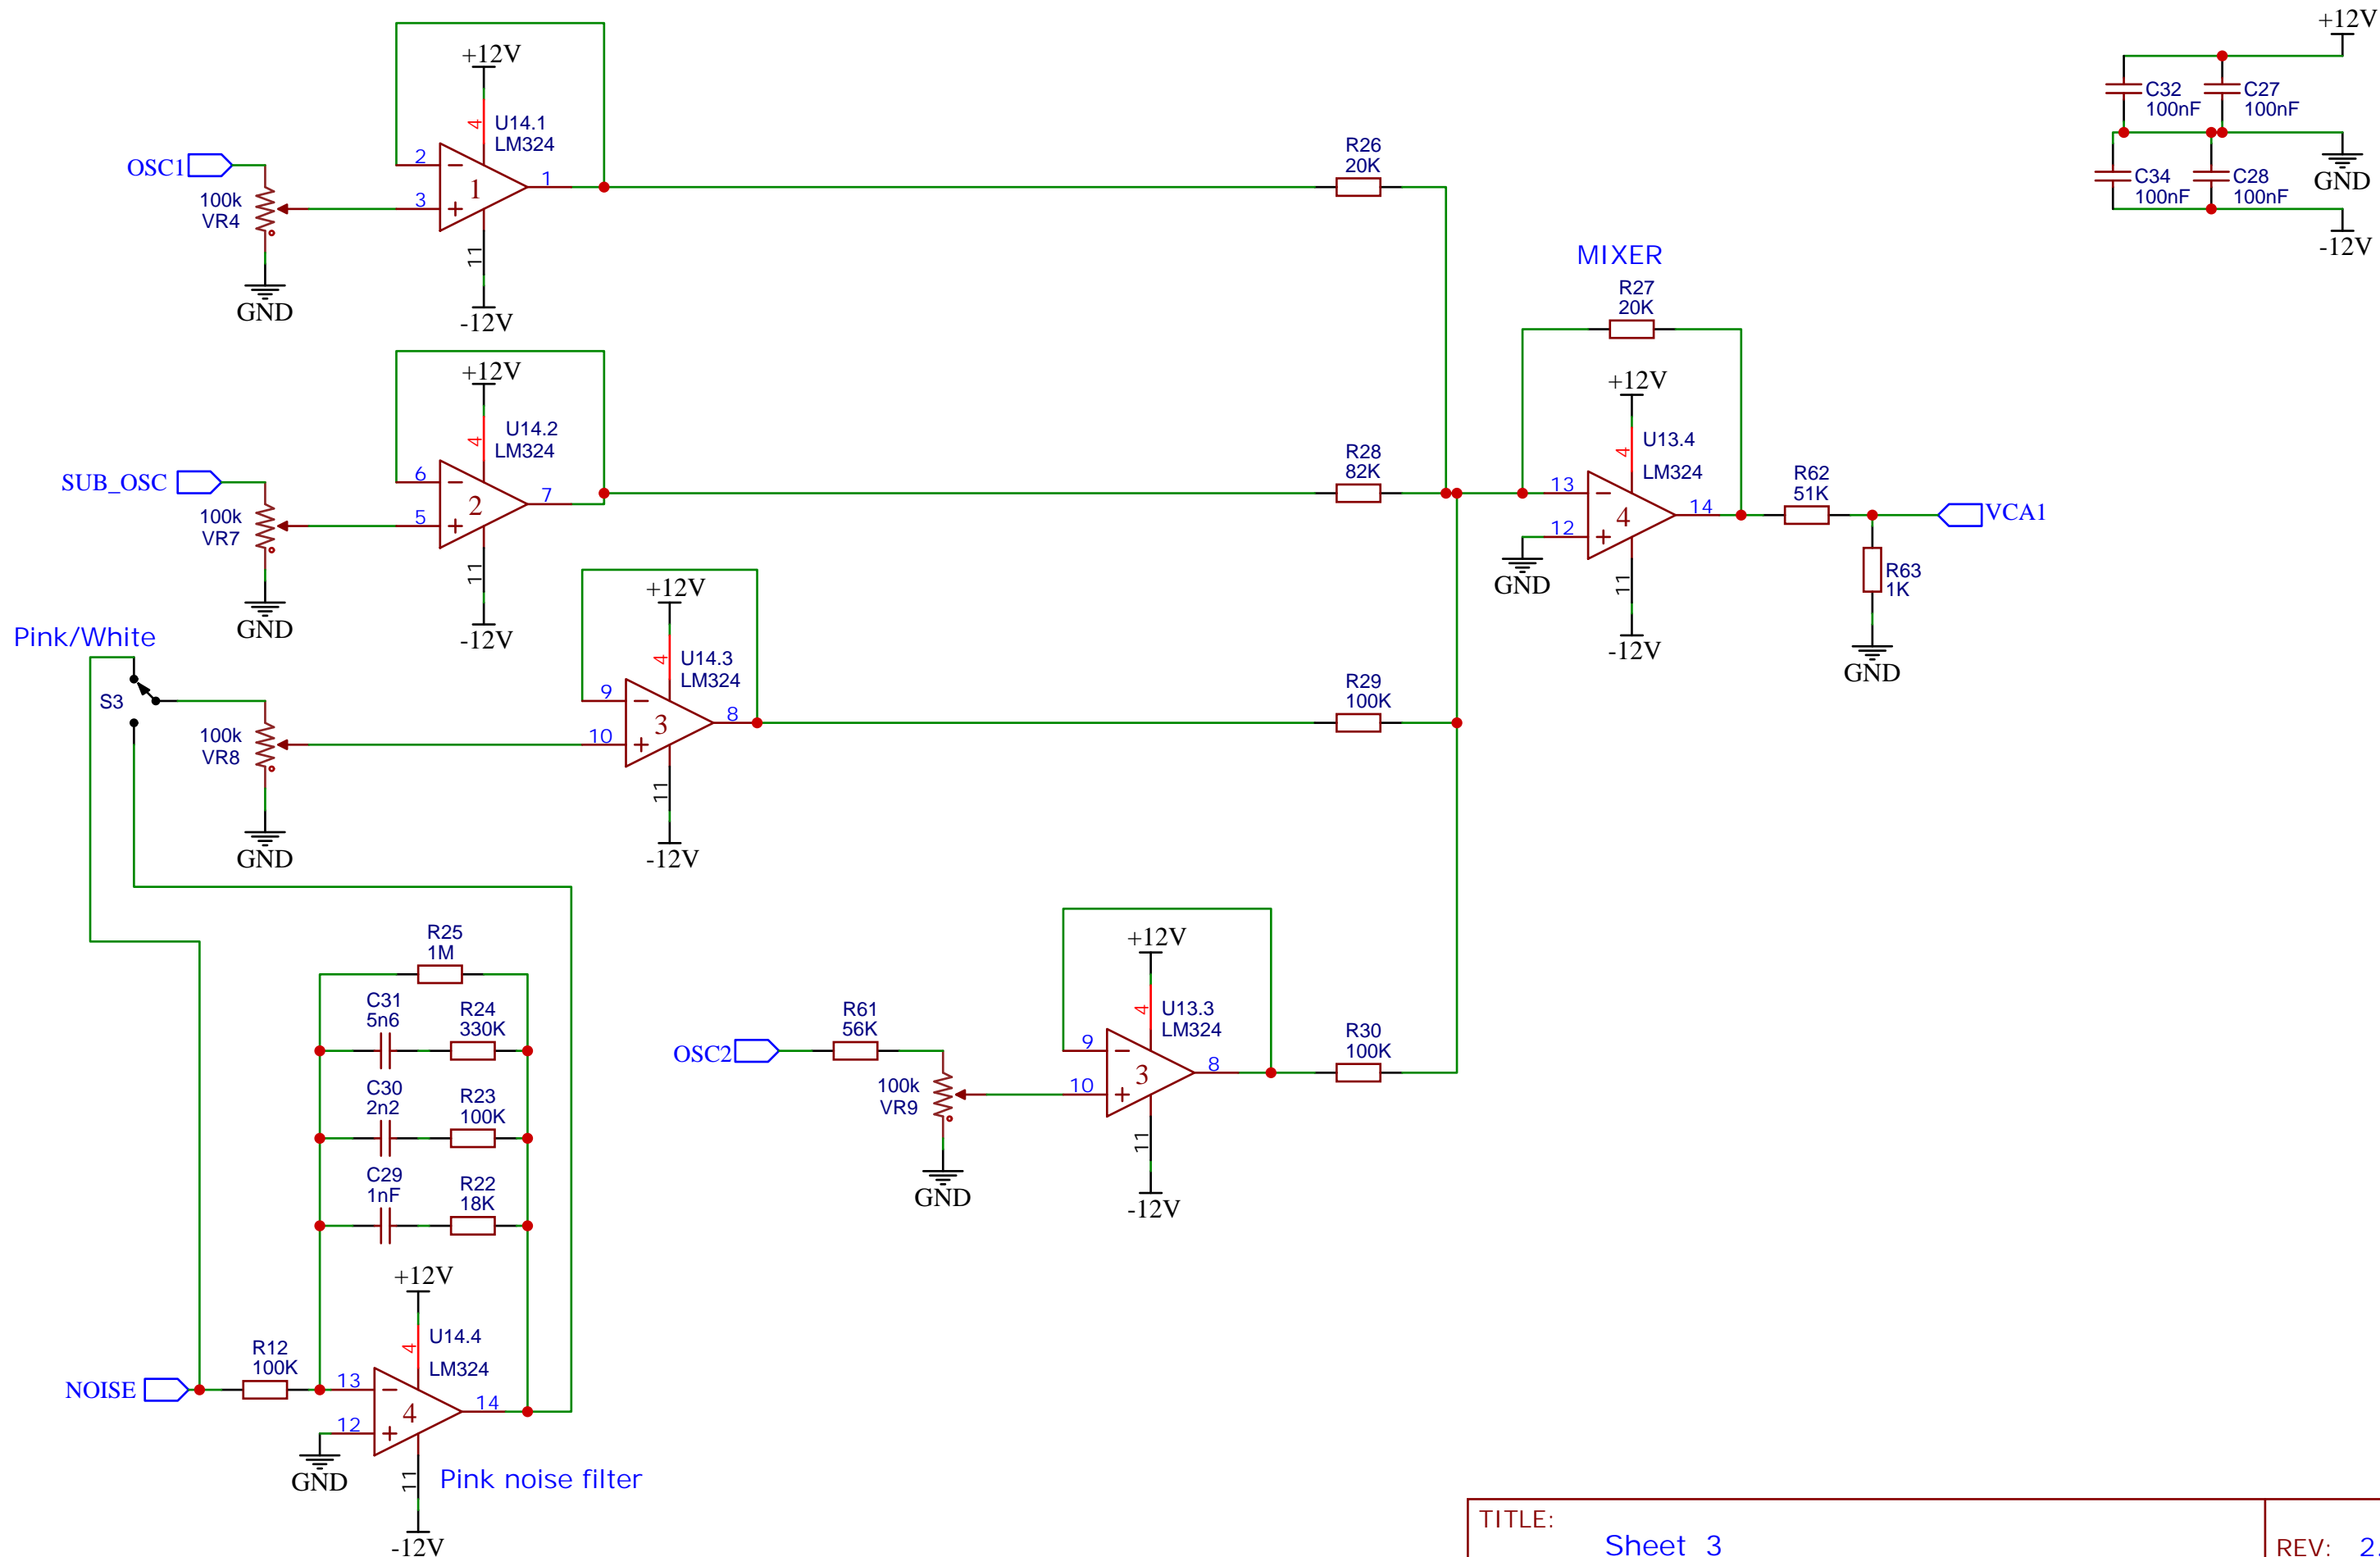 +12V
C32
100nF
C27
100nF
C34
100nF
C28
100nF
GND
-12V
+12V
U14.1
LM324
4
OSC1
100k
VR4
2
3
1
1
11
GND
-12V
R26
20K
+12V
U14.2
LM324
4
SUB_OSC
100k
VR7
6
5
2
7
11
GND
-12V
R28
82K
MIXER
R27
20K
+12V
U13.4
LM324
4
13
12
4
14
11
GND
-12V
R62
51K
VCA1
R63
1K
GND
Pink/White
S3
100k
VR8
GND
+12V
U14.3
LM324
4
9
10
3
8
11
-12V
R29
100K
R25
1M
C31
5n6
R24
330K
C30
2n2
R23
100K
C29
1nF
R22
18K
+12V
U14.4
LM324
4
NOISE
R12
100K
13
12
4
14
11
GND
-12V
Pink noise filter
OSC2
R61
56K
100k
VR9
GND
+12V
U13.3
LM324
4
9
10
3
8
11
-12V
R30
100K
TITLE:
Sheet 3
REV: